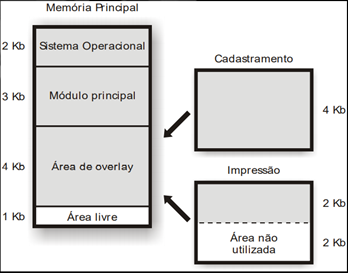 Memória Principal
2 Kb
Sistema Operacional
3 Kb
Módulo principal
4 Kb
Área de overlay
1 Kb
Área livre
Cadastramento
4 Kb
Impressão
2 Kb
Área não
utilizada
2 Kb